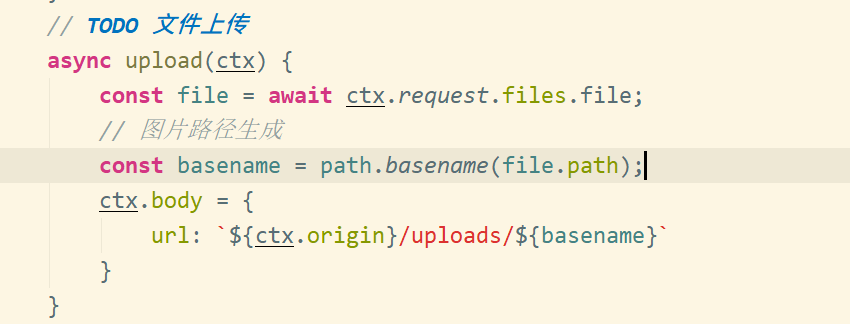 // TODO 文件上传
async upload(ctx) {
const file = await ctx.request.files.file;
// 图片路径生成
const basename = path.basename(file.path);
ctx.body = {
url: `${ctx.origin}/uploads/${basename}`
}
}